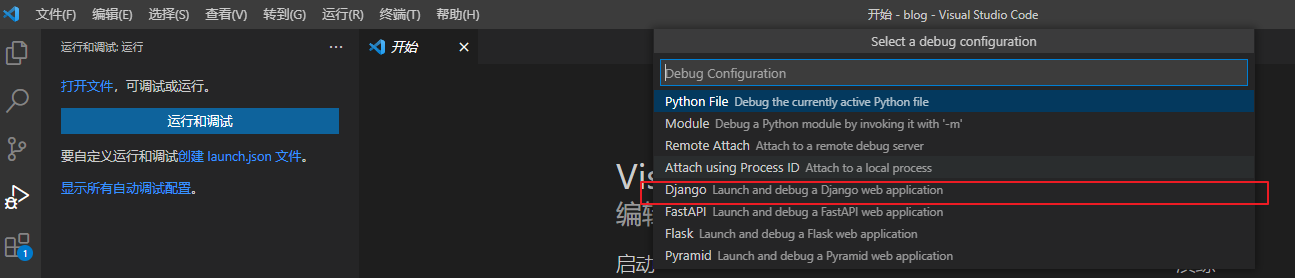 文件(F) 编辑(E) 选择(S) 查看(V) 转到(G) 运行(R) 终端(T) 帮助(H) 开始 - blog - Visual Studio Code
运行和调试: 运行 ···
开始
Select a debug configuration
Debug Configuration
打开文件，可调试或运行。
运行和调试
要自定义运行和调试创建 launch.json 文件。
显示所有自动调试配置。
1
Python File Debug the currently active Python file
Module Debug a Python module by invoking it with '-m'
Remote Attach Attach to a remote debug server
Attach using Process ID Attach to a local process
Django Launch and debug a Django web application
FastAPI Launch and debug a FastAPI web application
Flask Launch and debug a Flask web application
Pyramid Launch and debug a Pyramid web application
Vis
编辑
启动